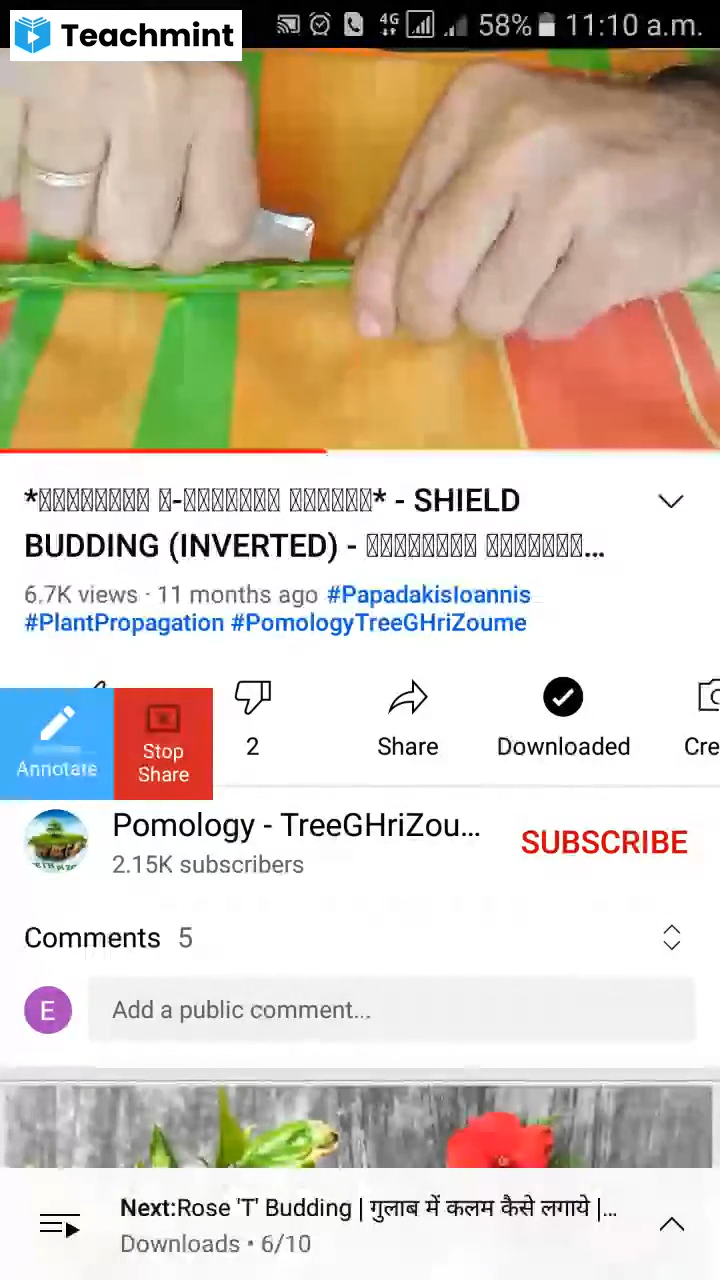 Teachmint
4G 58% 11:10 a.m.
- SHIELD
BUDDING (INVERTED) -
6.7K views · 11 months ago #PapadakisIoannis
#PlantPropagation #PomologyTreeGHriZoume
Annotate
Stop
Share
2
Share
Downloaded
Cre
Pomology - TreeGHriZou...
SUBSCRIBE
2.15K subscribers
Comments 5
E
Add a public comment...
Next:Rose 'T' Budding | गुलाब में कलम कैसे लगाये |...
Downloads • 6/10